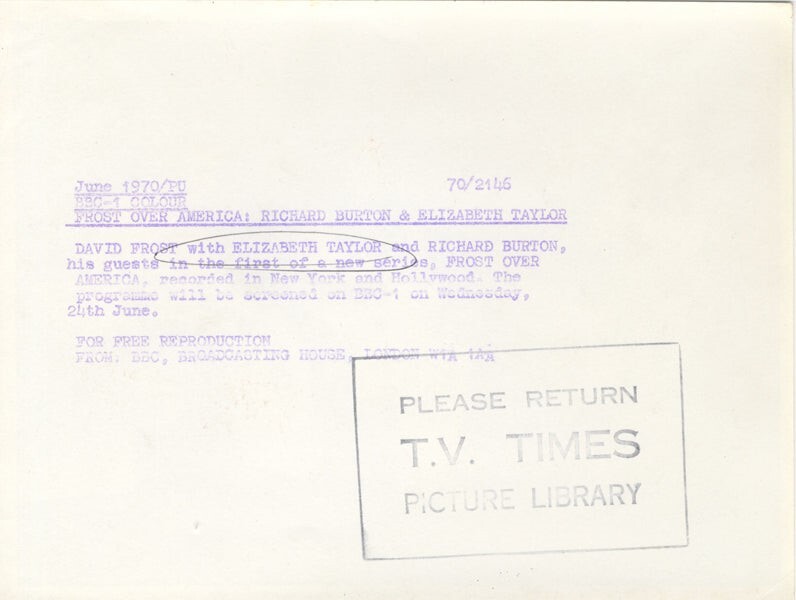 June 1970/PU 70/2146
BBC-1 COLOUR
FROST OVER AMERICA: RICHARD BURTON & ELIZABETH TAYLOR
DAVID FROST with ELIZABETH TAYLOR and RICHARD BURTON,
his guests in the first of a new series, FROST OVER
AMERICA, recorded in New York and Hollywood. The
programme will be screened on BBC-1 on Wednesday,
24th June.
FOR FREE REPRODUCTION
FROM: BBC, BROADCASTING HOUSE, LONDON W1A 1AA
PLEASE RETURN
T.V. TIMES
PICTURE LIBRARY